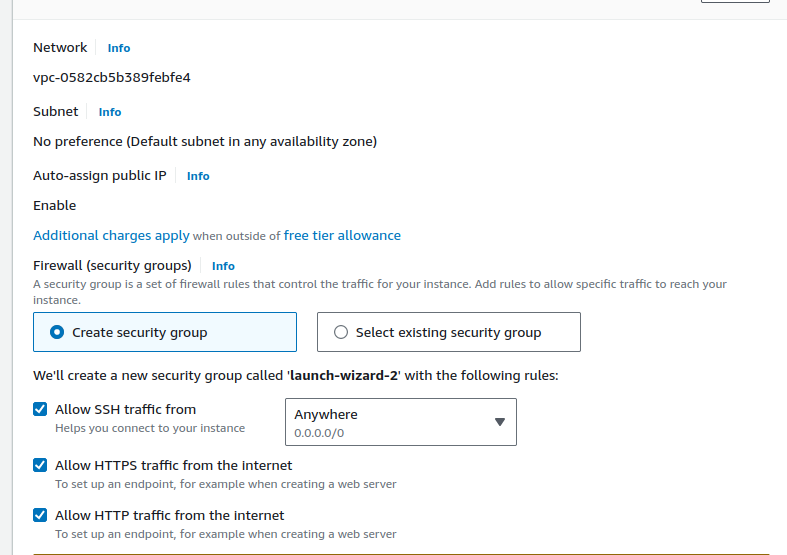 Network Info
vpc-0582cb5b389febfe4
Subnet Info
No preference (Default subnet in any availability zone)
Auto-assign public IP Info
Enable
Additional charges apply when outside of free tier allowance
Firewall (security groups) Info
A security group is a set of firewall rules that control the traffic for your instance. Add rules to allow specific traffic to reach your
instance.
Create security group Select existing security group
We'll create a new security group called 'launch-wizard-2' with the following rules:
Allow SSH traffic from Anywhere
Helps you connect to your instance 0.0.0.0/0
Allow HTTPS traffic from the internet
To set up an endpoint, for example when creating a web server
Allow HTTP traffic from the internet
To set up an endpoint, for example when creating a web server